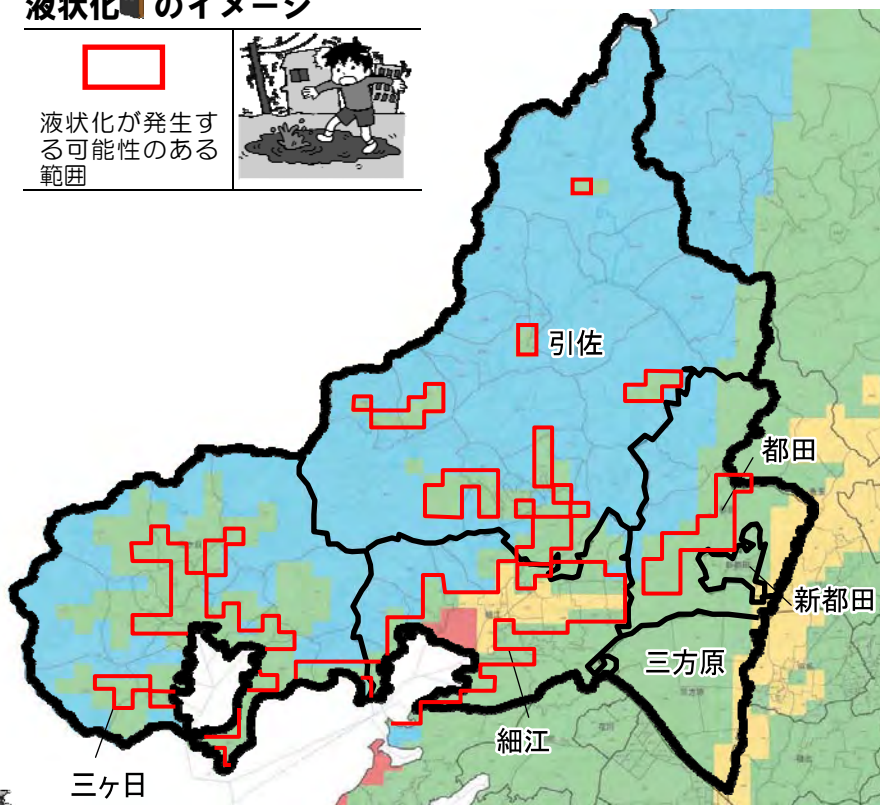 液状化 のイメージ
液状化が発生す
る可能性のある
範囲
引佐
都田
新都田
三方原
細江
三ヶ日